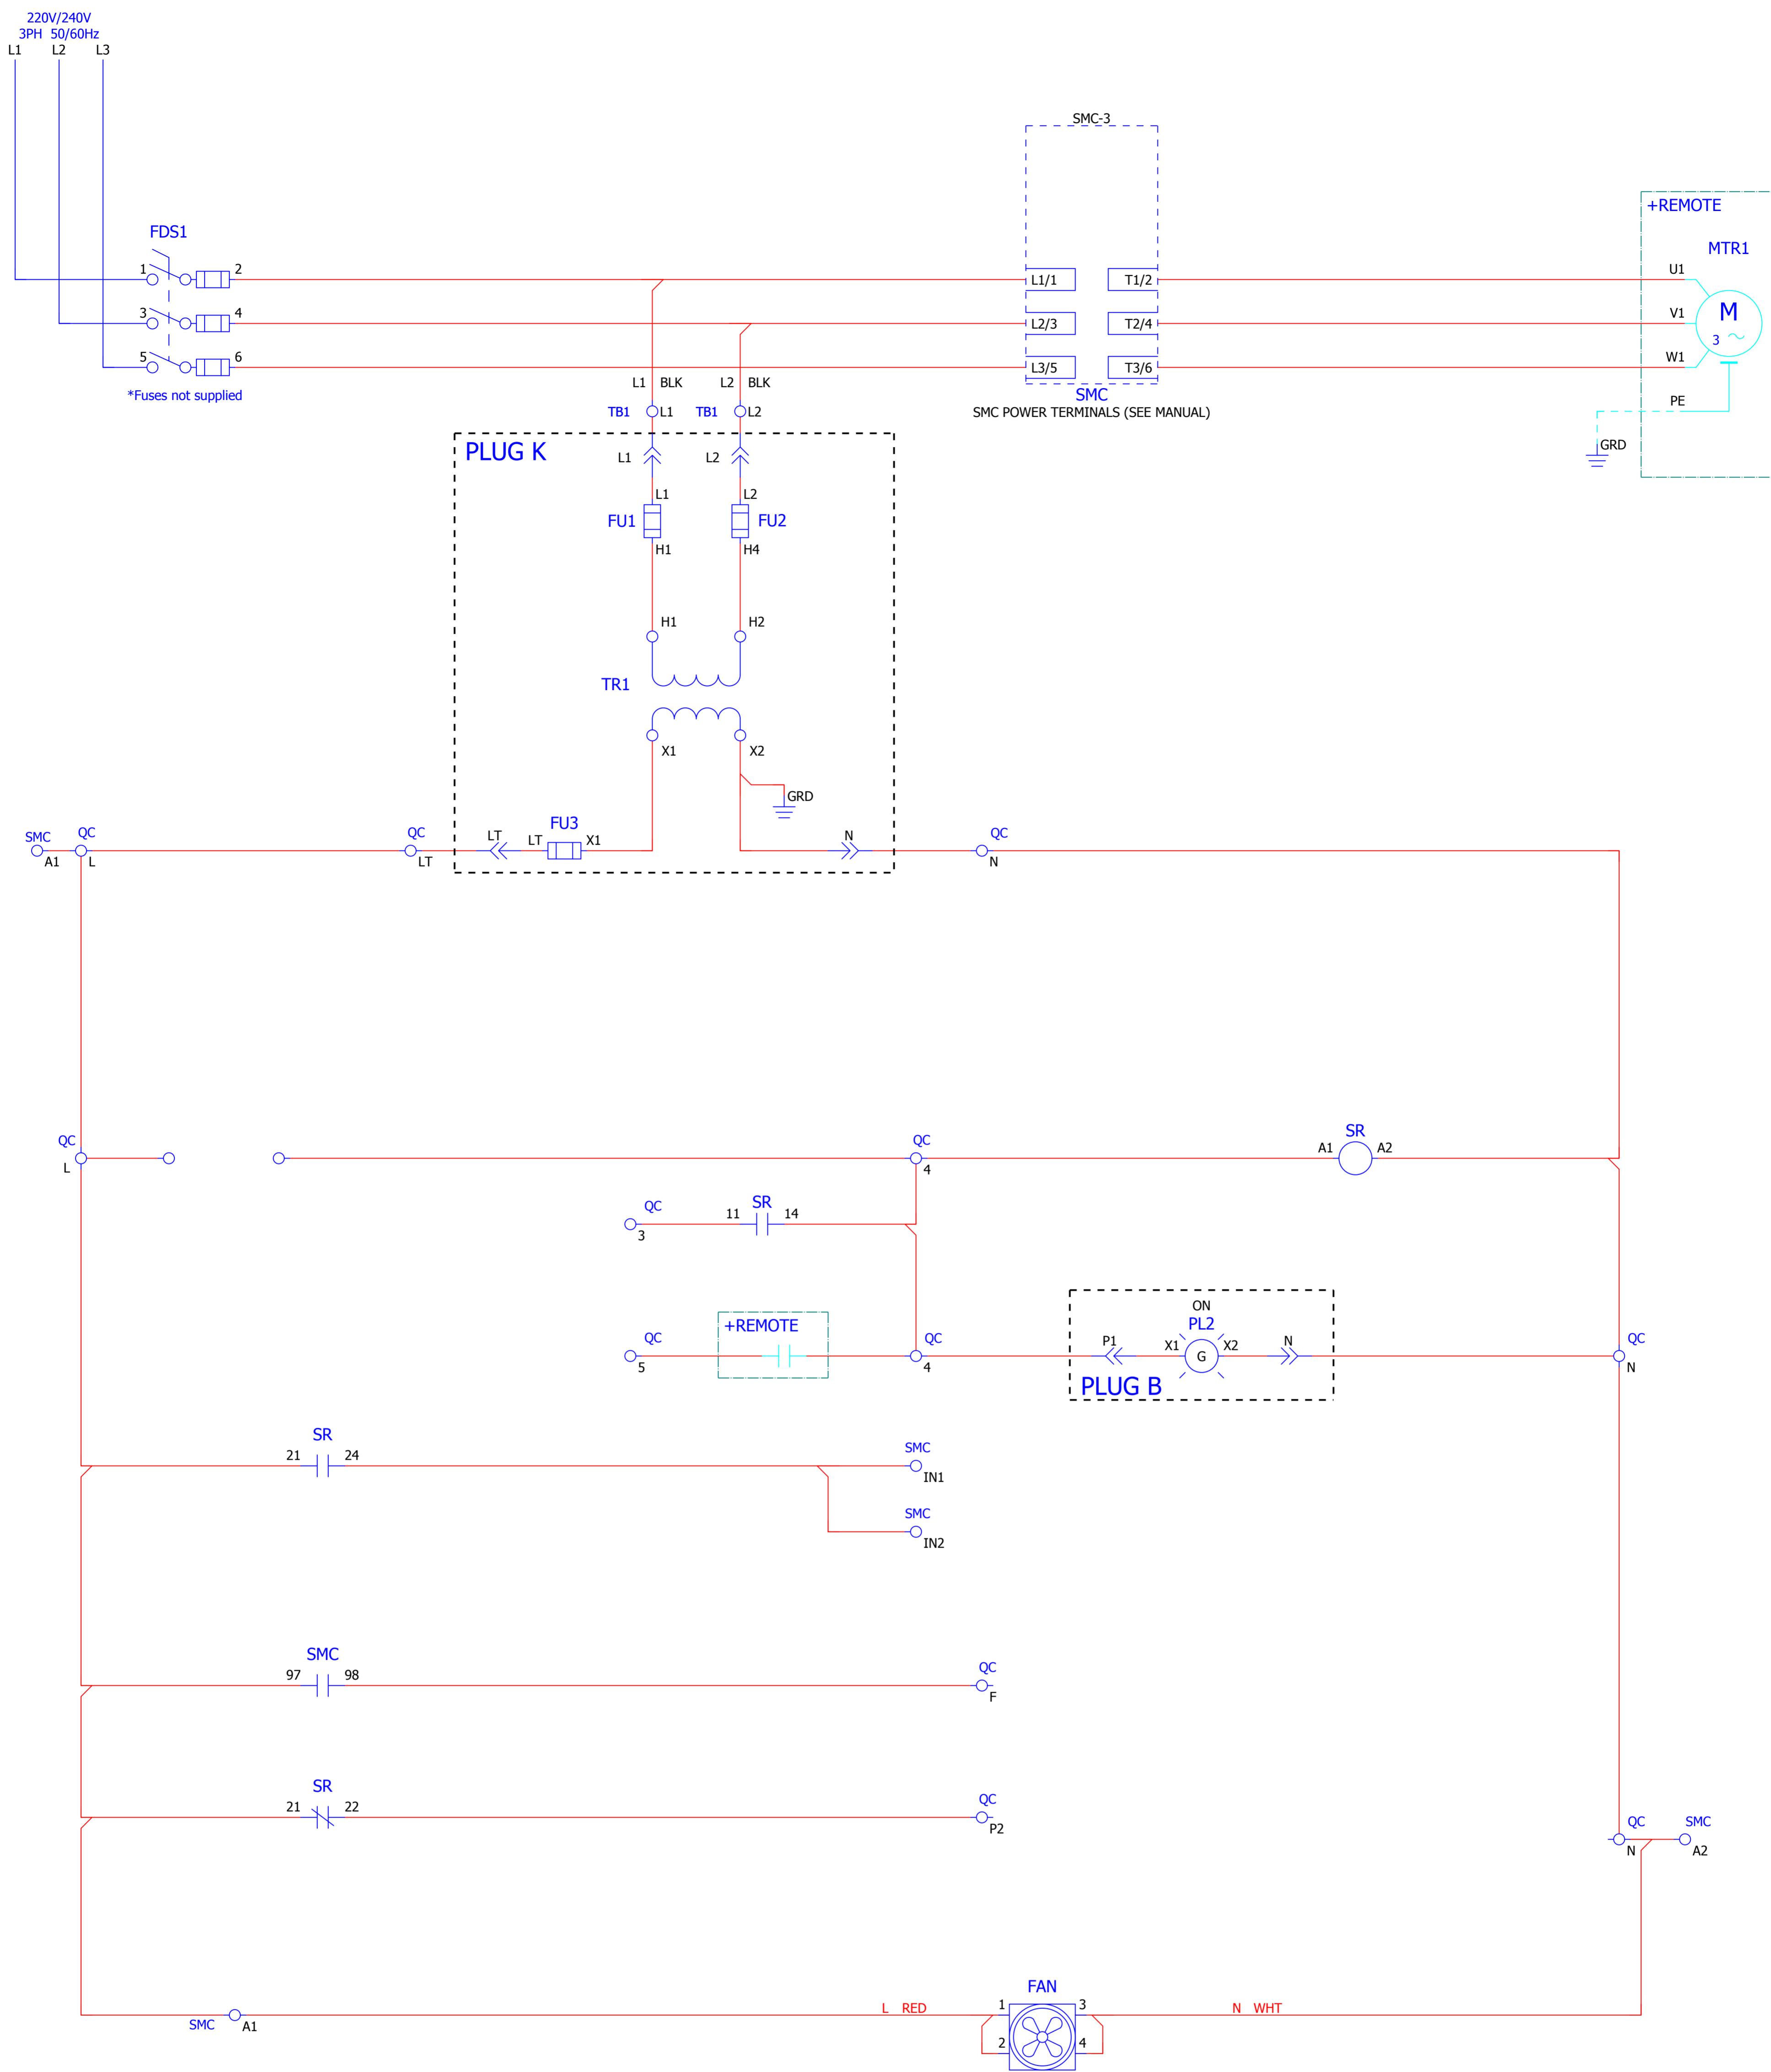 220V/240V
3PH 50/60Hz
L1 L2 L3
SMC-3
+REMOTE
FDS1
MTR1
1 2 L1/1 T1/2 U1
3 4 L2/3 T2/4 V1 M 3
5 6 L3/5 T3/6 W1
*Fuses not supplied
L1 BLK L2 BLK
SMC
SMC POWER TERMINALS (SEE MANUAL)
PE
TB1 L1 TB1 L2
GRD
PLUG K
L1 L2
L1 L2
FU1 FU2
H1 H4
H1 H2
TR1
X1 X2
GRD
SMC QC QC LT LT FU3 X1 N QC
A1 L LT N
QC QC SR
L 4 A1 A2
QC 11 SR 14
3
+REMOTE
ON
PL2
QC QC P1 X1 G X2 N QC
5 4 N
PLUG B
SR SMC
21 24 IN1
SMC
IN2
SMC QC
97 98 F
SR QC
21 22 P2
QC SMC
N A2
FAN
L RED 1 3 N WHT
SMC A1
2 4